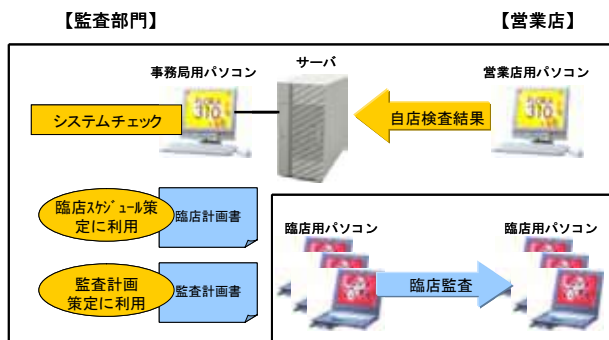 【監査部門】
【営業店】
事務局用パソコン
サーバ
営業店用パソコン
システムチェック
自店検査結果
臨店ｽｹｼﾞｭｰﾙ策
定に利用
臨店計画書
監査計画
策定に利用
監査計画書
臨店用パソコン
臨店監査
臨店用パソコン
FLORA
310
FLORA
310